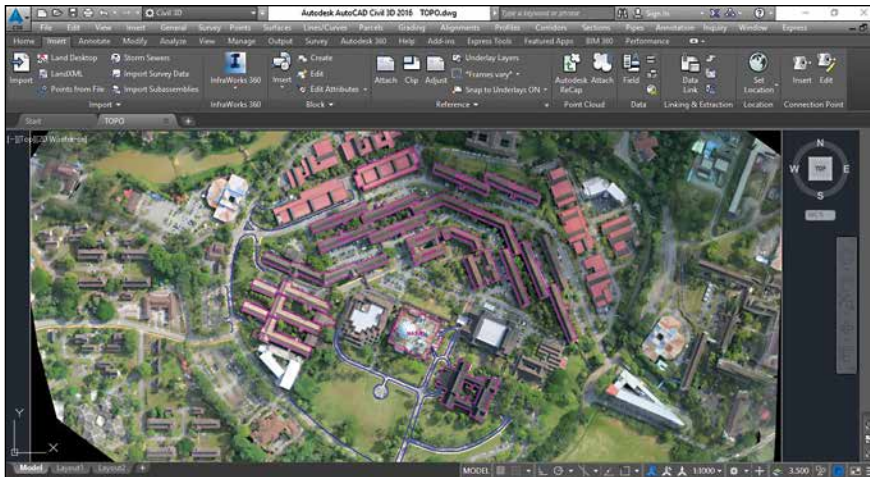 Civil 3D Autodesk AutoCAD Civil 3D 2016 TOPO.dwg Type a keyword or phrase Sign In
File Edit View Insert General Survey Points Surfaces Lines/Curves Parcels Grading Alignments Profiles Corridors Sections Pipes Annotation Inquiry Window Express
Home Insert Annotate Modify Analyze View Manage Output Survey Autodesk 360 Help Add-ins Express Tools Featured Apps BIM 360 Performance
Import
Land Desktop Storm Sewers
LandXML Import Survey Data
Points from File Import Subassemblies
InfraWorks 360
Insert
Create
Edit
Edit Attributes
Attach Clip Adjust
Underlay Layers
*Frames vary*
Snap to Underlays ON
Autodesk ReCap
Attach
Field
Data Link
Set Location
Insert Edit
Import InfraWorks 360 Block Reference Point Cloud Data Linking & Extraction Location Connection Point
Start TOPO
N
W TOP E
S
Y
X
Model Layout1 Layout2 +
MODEL 1:1000 3.500